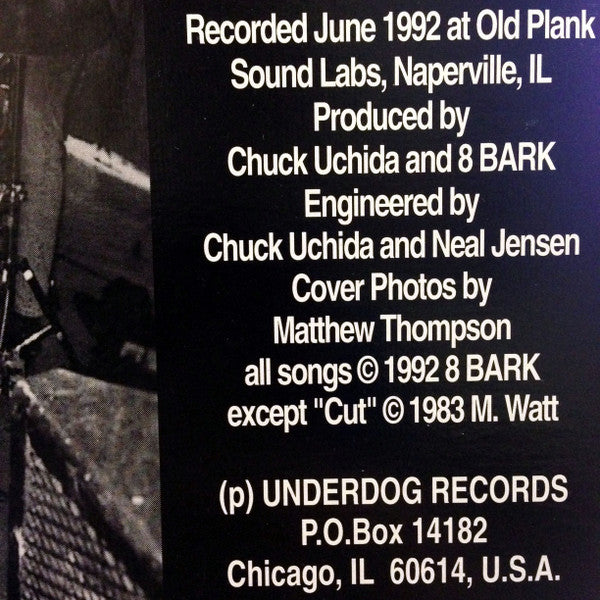 Recorded June 1992 at Old Plank
Sound Labs, Naperville, IL
Produced by
Chuck Uchida and 8 BARK
Engineered by
Chuck Uchida and Neal Jensen
Cover Photos by
Matthew Thompson
all songs © 1992 8 BARK
except "Cut" © 1983 M. Watt
(p) UNDERDOG RECORDS
P.O.Box 14182
Chicago, IL 60614, U.S.A.